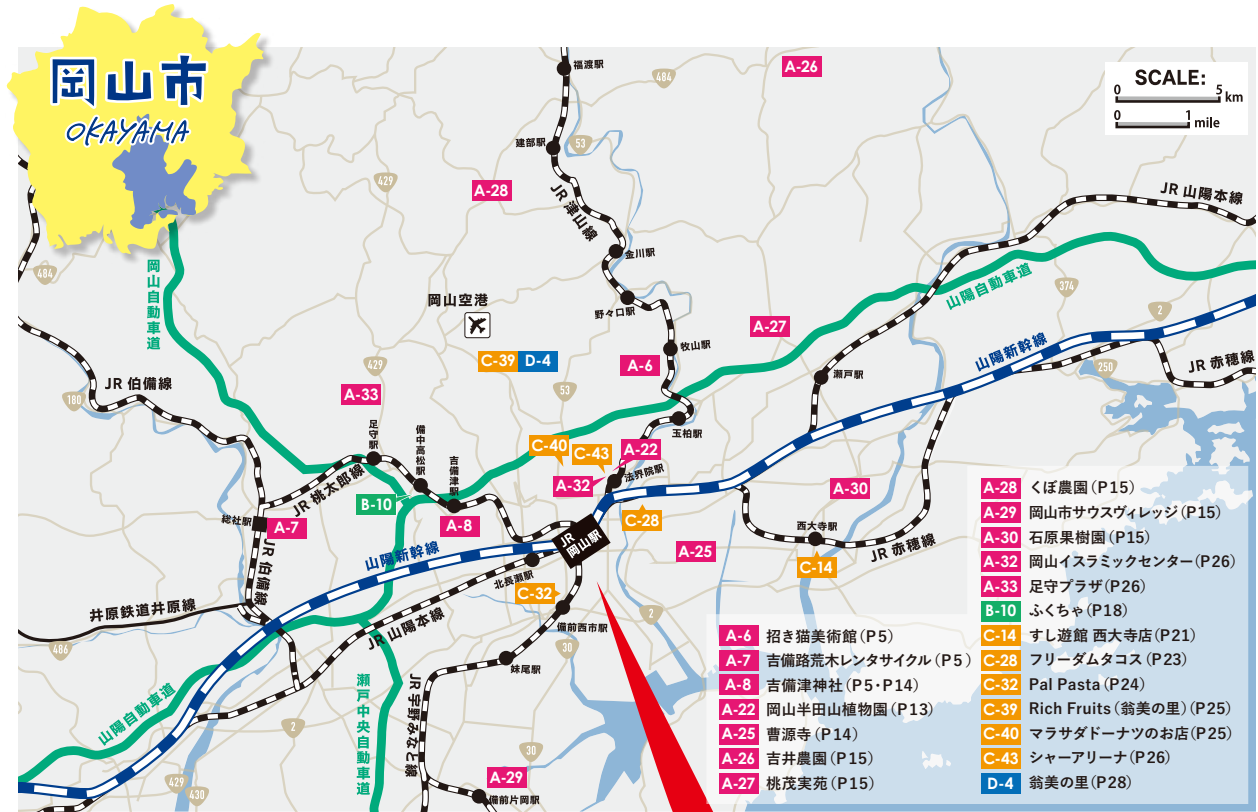 岡山市
OKAYAMA
SCALE:
0 5 km
0 1 mile
福渡駅
484
A-26
建部駅
53
429
A-28
JR 津山線
JR 山陽本線
金川駅
484
岡山自動車道
岡山空港
野々口駅
山陽自動車道
374
2
A-27
牧山駅
山陽新幹線
C-39 D-4
A-6
429
瀬戸駅
250
JR 赤穂線
JR 伯備線
180
A-33
53
玉柏駅
足守駅
備中高松駅
吉備津駅
C-40
C-43
A-22
法界院駅
A-32
JR 桃太郎線
B-10
A-30
総社駅
A-7
A-8
C-28
西大寺駅
JR 赤穂線
JR 岡山駅
A-25
C-14
山陽新幹線
北長瀬駅
JR 伯備線
C-32
井原鉄道井原線
備前西市駅
2
486
JR 山陽本線
30
妹尾駅
山陽自動車道
瀬戸中央自動車道
JR 宇野みなと線
2
30
429
430
A-29
備前片岡駅
A-6 招き猫美術館(P5)
A-7 吉備路荒木レンタサイクル(P5)
A-8 吉備津神社(P5・P14)
A-22 岡山半田山植物園(P13)
A-25 曹源寺(P14)
A-26 吉井農園(P15)
A-27 桃茂実苑(P15)
A-28 くぼ農園(P15)
A-29 岡山市サウスヴィレッジ(P15)
A-30 石原果樹園(P15)
A-32 岡山イスラミックセンター(P26)
A-33 足守プラザ(P26)
B-10 ふくちゃ(P18)
C-14 すし遊館 西大寺店(P21)
C-28 フリーダムタコス(P23)
C-32 Pal Pasta(P24)
C-39 Rich Fruits(翁美の里)(P25)
C-40 マラサダドーナツのお店(P25)
C-43 シャーアリーナ(P26)
D-4 翁美の里(P28)